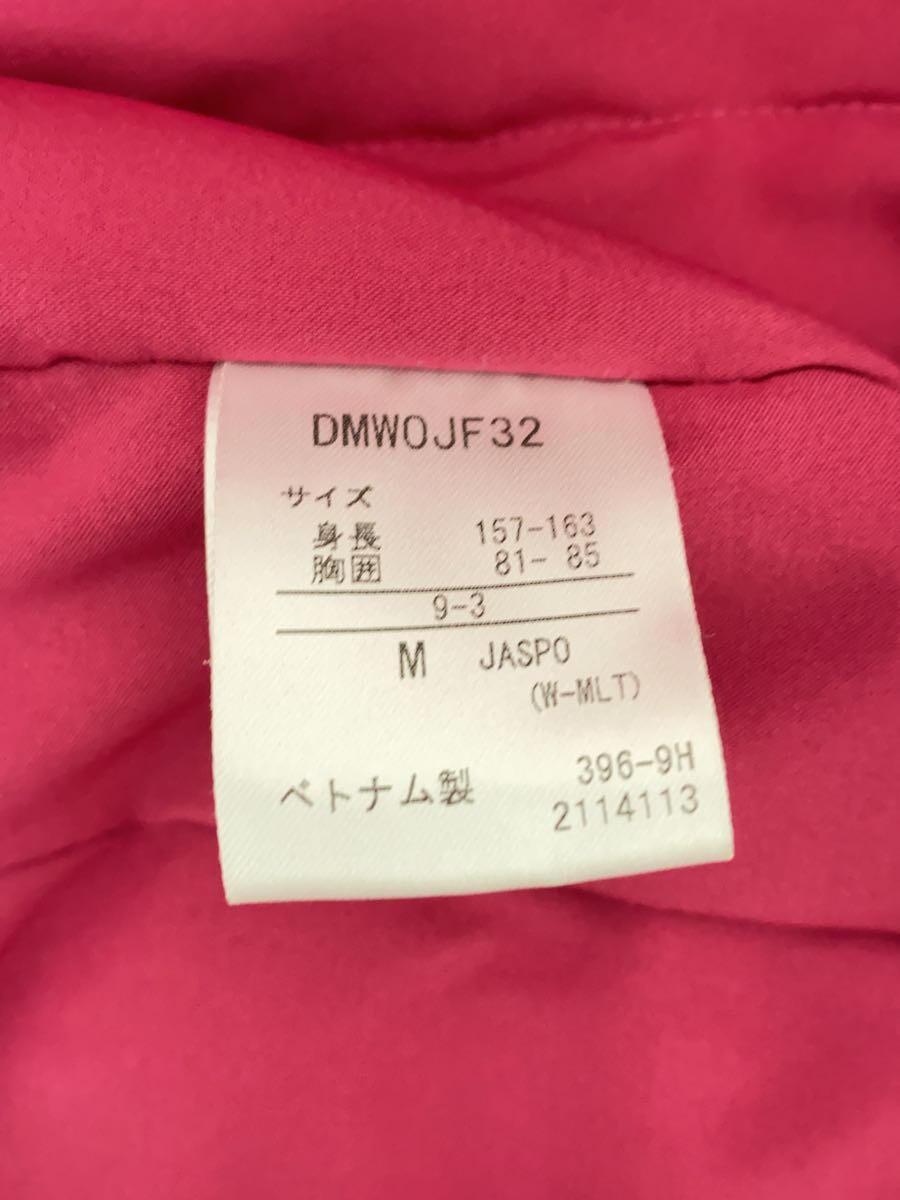 DMWOJF32
サイズ
身長 157-163
胸囲 81- 85
9-3
M JASPO
(W-MLT)
396-9H
ベトナム製 2114113